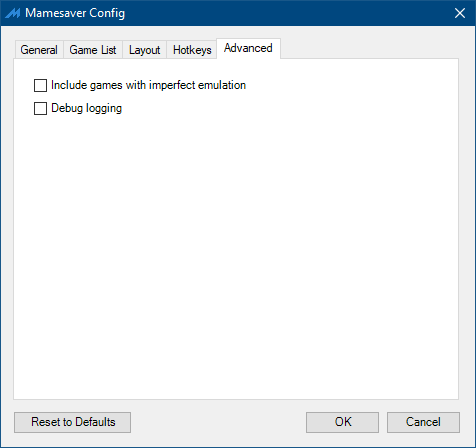 Mamesaver Config
General Game List Layout Hotkeys Advanced
Include games with imperfect emulation
Debug logging
Reset to Defaults OK Cancel